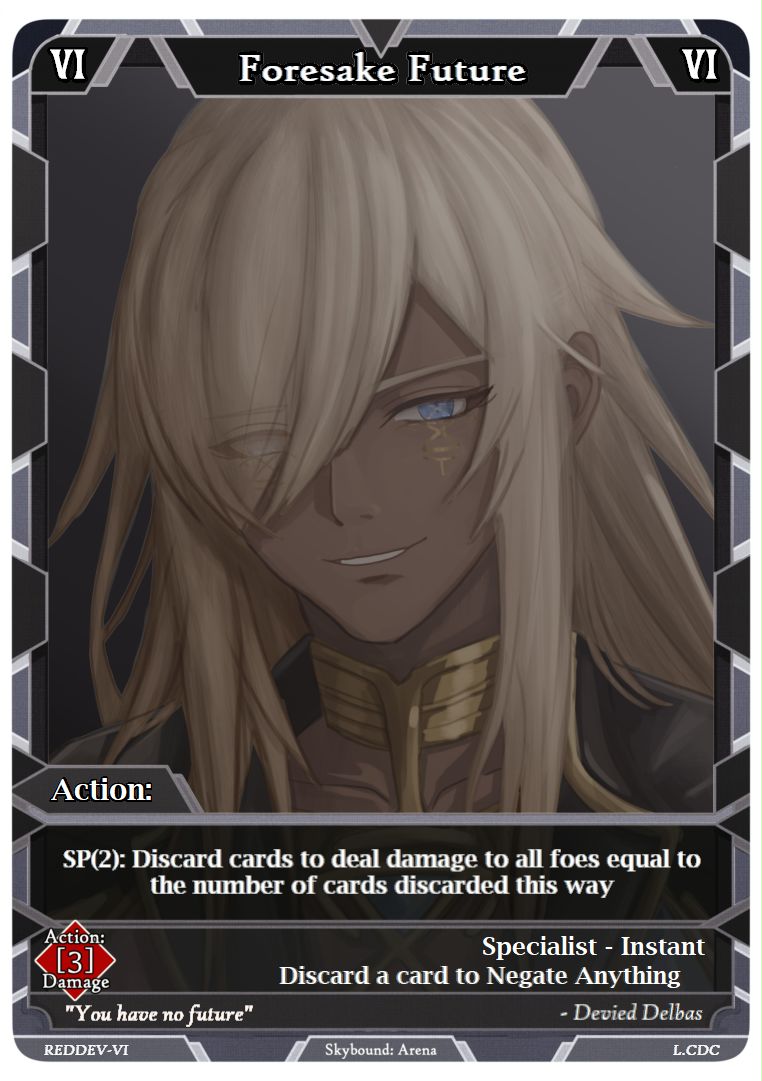 VI Foresake Future VI
Action:
SP(2): Discard cards to deal damage to all foes equal to
the number of cards discarded this way
Action:
[3]
Damage
Specialist - Instant
Discard a card to Negate Anything
"You have no future"
- Devied Delbas
REDDEV-VI Skybound: Arena L.CDC